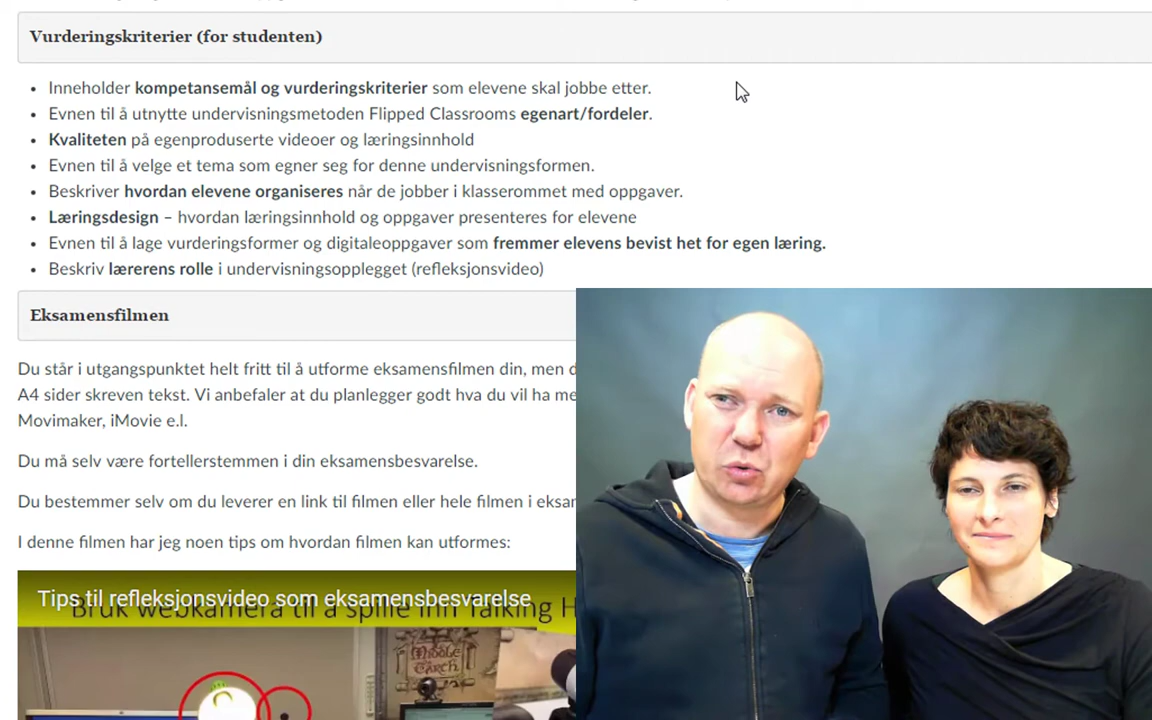 Vurderingskriterier (for studenten)
Inneholder kompetansemål og vurderingskriterier som elevene skal jobbe etter.
Evnen til å utnytte undervisningsmetoden Flipped Classrooms egenart/fordeler.
Kvaliteten på egenproduserte videoer og læringsinnhold
Evnen til å velge et tema som egner seg for denne undervisningsformen.
Beskriver hvordan elevene organiseres når de jobber i klasserommet med oppgaver.
Læringsdesign – hvordan læringsinnhold og oppgaver presenteres for elevene
Evnen til å lage vurderingsformer og digitaleoppgaver som fremmer elevens bevist het for egen læring.
Beskriv lærerens rolle i undervisningsopplegget (refleksjonsvideo)
Eksamensfilmen
Du står i utgangspunktet helt fritt til å utforme eksamensfilmen din, men d
A4 sider skreven tekst. Vi anbefaler at du planlegger godt hva du vil ha me
Movimaker, iMovie e.l.
Du må selv være fortellerstemmen i din eksamensbesvarelse.
Du bestemmer selv om du leverer en link til filmen eller hele filmen i eksa
I denne filmen har jeg noen tips om hvordan filmen kan utformes:
Tips til refleksjonsvideo som eksamensbesvarelse
Bruk webkamera til å spille inn Talking H
Middle
Earth